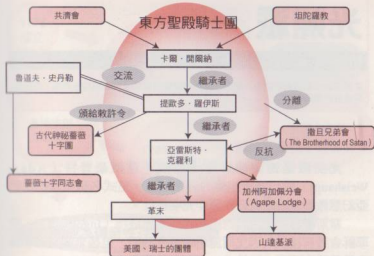 共濟會
坦陀羅教
東方聖殿騎士團
卡爾・開爾納
魯道夫・史丹勒
交流
繼承者
分離
頒給敕許令
提歐多・羅伊斯
古代神祕薔薇
十字團
繼承者
撒旦兄弟會
(The Brotherhood of Satan)
亞雷斯特・
克羅利
反抗
薔薇十字同志會
繼承者
加州阿加佩分會
(Agape Lodge)
革末
美國、瑞士的團體
山達基派